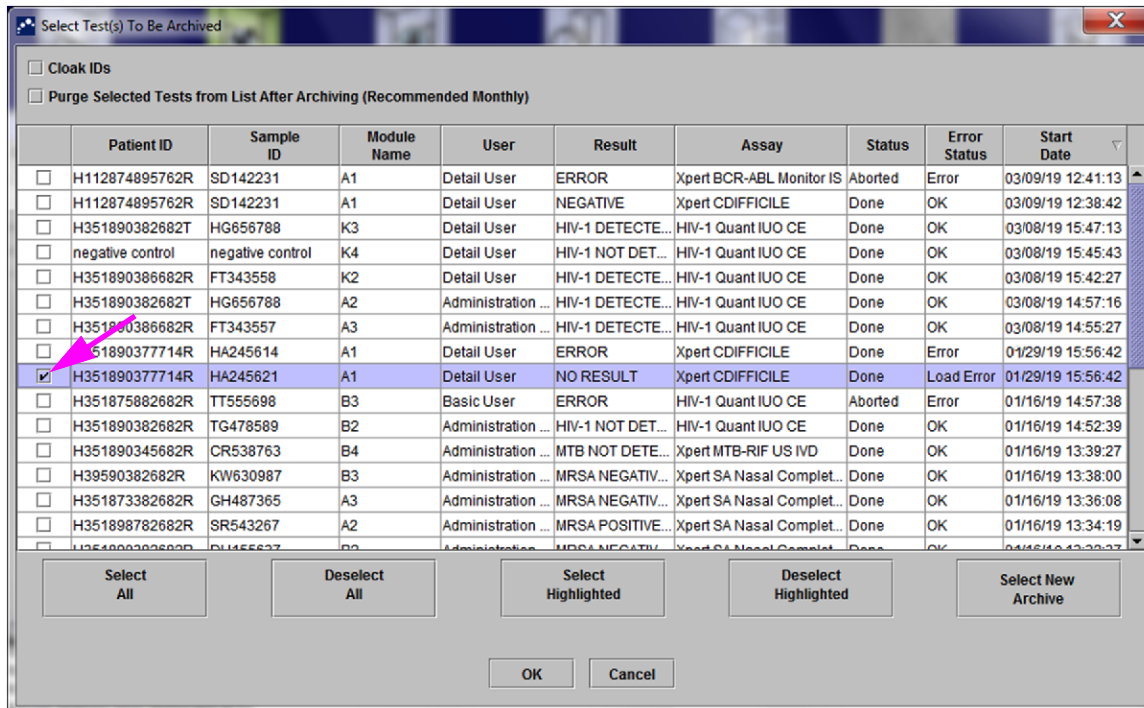 Select Test(s) To Be Archived
Cloak IDs
Purge Selected Tests from List After Archiving (Recommended Monthly)
Patient ID Sample ID Module Name User Result Assay Status Error Status Start Date
H112874895762R SD142231 A1 Detail User ERROR Xpert BCR-ABL Monitor IS Aborted Error 03/09/19 12:41:13
H112874895762R SD142231 A1 Detail User NEGATIVE Xpert CDIFFICILE Done OK 03/09/19 12:38:42
H351890382682T HG656788 K3 Detail User HIV-1 DETECTE... HIV-1 Quant IUO CE Done OK 03/08/19 15:47:13
negative control negative control K4 Detail User HIV-1 NOT DET... HIV-1 Quant IUO CE Done OK 03/08/19 15:45:43
H351890386682R FT343558 K2 Detail User HIV-1 DETECTE... HIV-1 Quant IUO CE Done OK 03/08/19 15:42:27
H351890382682T HG656788 A2 Administration ... HIV-1 DETECTE... HIV-1 Quant IUO CE Done OK 03/08/19 14:57:16
H351890386682R FT343557 A3 Administration ... HIV-1 DETECTE... HIV-1 Quant IUO CE Done OK 03/08/19 14:55:27
51890377714R HA245614 A1 Detail User ERROR Xpert CDIFFICILE Done Error 01/29/19 15:56:42
H351890377714R HA245621 A1 Detail User NO RESULT Xpert CDIFFICILE Done Load Error 01/29/19 15:56:42
H351875882682R TT555698 B3 Basic User ERROR HIV-1 Quant IUO CE Aborted Error 01/16/19 14:57:38
H351890382682R TG478589 B2 Administration ... HIV-1 NOT DET... HIV-1 Quant IUO CE Done OK 01/16/19 14:52:39
H351890345682R CR538763 B4 Administration ... MTB NOT DETE... Xpert MTB-RIF US IVD Done OK 01/16/19 13:39:27
H39590382682R KW630987 B3 Administration ... MRSA NEGATIV... Xpert SA Nasal Complet... Done OK 01/16/19 13:38:00
H351873382682R GH487365 A3 Administration ... MRSA NEGATIV... Xpert SA Nasal Complet... Done OK 01/16/19 13:36:08
H351898782682R SR543267 A2 Administration ... MRSA POSITIVE... Xpert SA Nasal Complet... Done OK 01/16/19 13:34:19
Select All Deselect All Select Highlighted Deselect Highlighted Select New Archive
OK Cancel